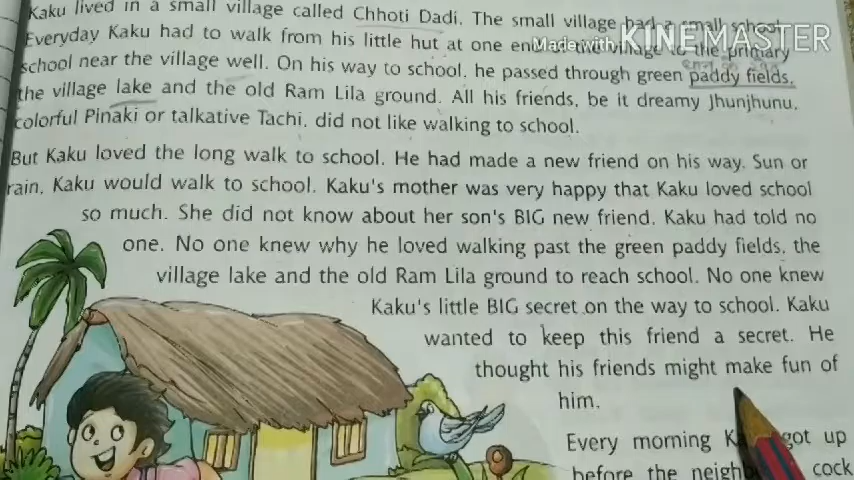 Kaku lived in a small village called Chhoti Dadi. The small village had a small school.
Everyday Kaku had to walk from his little hut at one end the village to the primary
Made with KINEMASTER
school near the village well. On his way to school, he passed through green paddy fields,
the village lake and the old Ram Lila ground. All his friends, be it dreamy Jhunjhunu,
colorful Pinaki or talkative Tachi, did not like walking to school.
But Kaku loved the long walk to school. He had made a new friend on his way. Sun or
rain, Kaku would walk to school. Kaku's mother was very happy that Kaku loved school
so much. She did not know about her son's BIG new friend. Kaku had told no
one. No one knew why he loved walking past the green paddy fields, the
village lake and the old Ram Lila ground to reach school. No one knew
Kaku's little BIG secret on the way to school. Kaku
wanted to keep this friend a secret. He
thought his friends might make fun of
him.
Every morning got up
before the cock